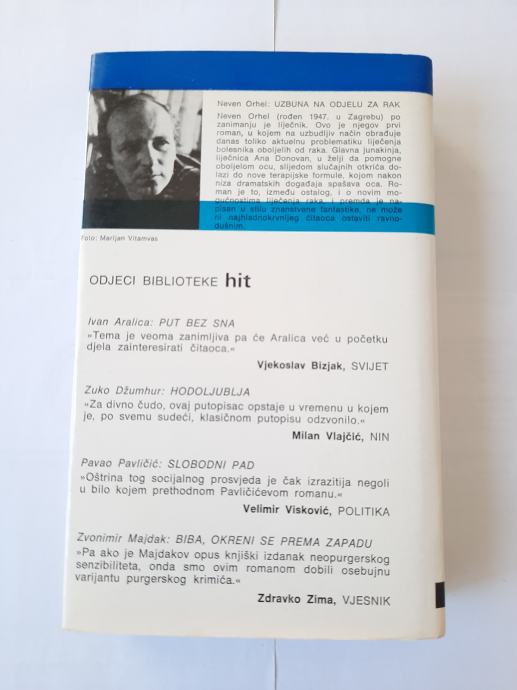 Neven Orhel: UZBUNA NA ODJELU ZA RAK
Neven Orhel (rođen 1947. u Zagrebu) po
zanimanju je liječnik. Ovo je njegov prvi
roman, u kojem na uzbudljiv način obrađuje
danas toliko aktuelnu problematiku liječenja
bolesnika oboljelih od raka. Glavna junakinja,
liječnica Ana Donovan, u želji da pomogne
oboljelom ocu, slijedom slučajnih otkrića do-
lazi do nove terapijske formule, kojom nakon
niza dramatskih događaja spašava oca. Ro-
man je to, između ostalog, i o novim mo-
gućnostima liječenja raka, i premda je na-
pisan u stilu znanstvene fantastike, ne može
ni najhladnokrvnijeg čitaoca ostaviti ravno-
dušnim.
Foto: Marijan Vitamvas
ODJECI BIBLIOTEKE hit
Ivan Aralica: PUT BEZ SNA
»Tema je veoma zanimljiva pa će Aralica već u početku
djela zainteresirati čitaoca.«
Vjekoslav Bizjak, SVIJET
Zuko Džumhur: HODOLJUBLJA
»Za divno čudo, ovaj putopisac opstaje u vremenu u kojem
je, po svemu sudeći, klasičnom putopisu odzvonilo.«
Milan Vlajčić, NIN
Pavao Pavličić: SLOBODNI PAD
»Oštrina tog socijalnog prosvjeda je čak izrazitija negoli
u bilo kojem prethodnom Pavličićevom romanu.«
Velimir Visković, POLITIKA
Zvonimir Majdak: BIBA, OKRENI SE PREMA ZAPADU
»Pa ako je Majdakov opus knjiški izdanak neopurgerskog
senzibiliteta, onda smo ovim romanom dobili osebujnu
varijantu purgerskog krimića.«
Zdravko Zima, VJESNIK